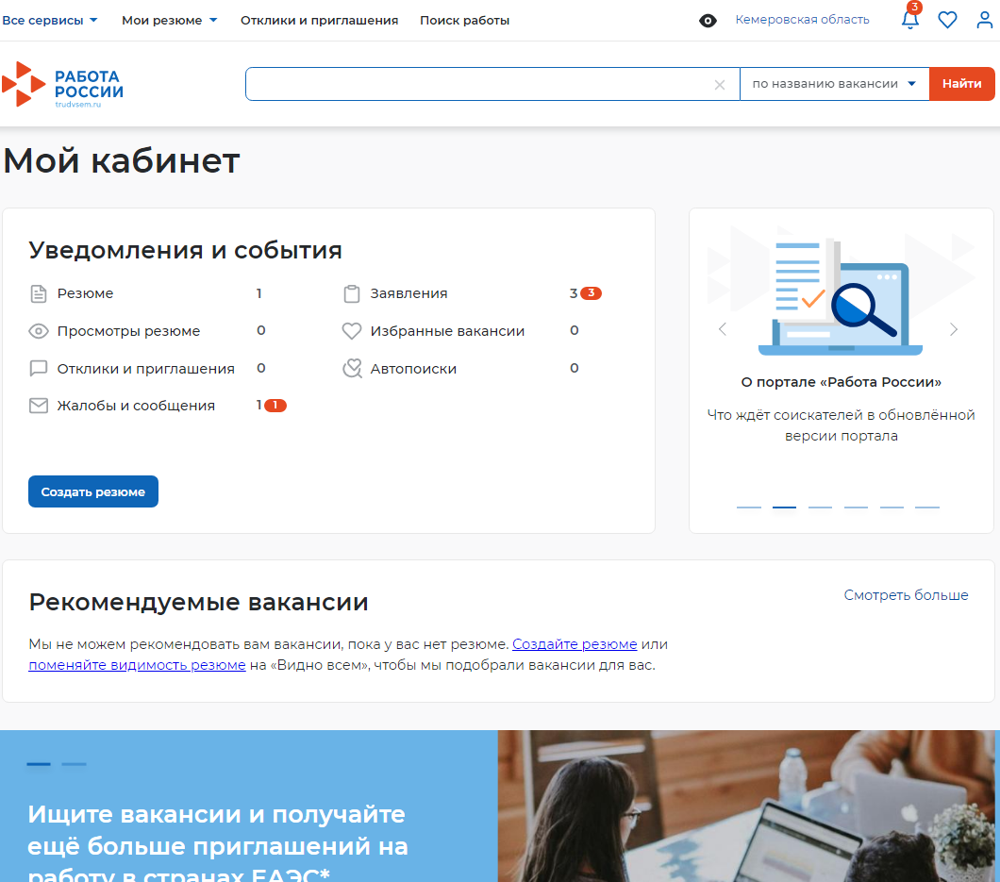 Все сервисы Мои резюме Отклики и приглашения Поиск работы Кемеровская область 3
РАБОТА
РОССИИ
trudvsem.ru
по названию вакансии Найти
Мой кабинет
Уведомления и события
Резюме 1 Заявления 3 3
Просмотры резюме 0 Избранные вакансии 0
Отклики и приглашения 0 Автопоиски 0
Жалобы и сообщения 1 1
Создать резюме
О портале «Работа России»
Что ждёт соискателей в обновлённой
версии портала
Рекомендуемые вакансии
Смотреть больше
Мы не можем рекомендовать вам вакансии, пока у вас нет резюме. Создайте резюме или
поменяйте видимость резюме на «Видно всем», чтобы мы подобрали вакансии для вас.
Ищите вакансии и получайте
ещё больше приглашений на
работу в странах ЕАЭС*